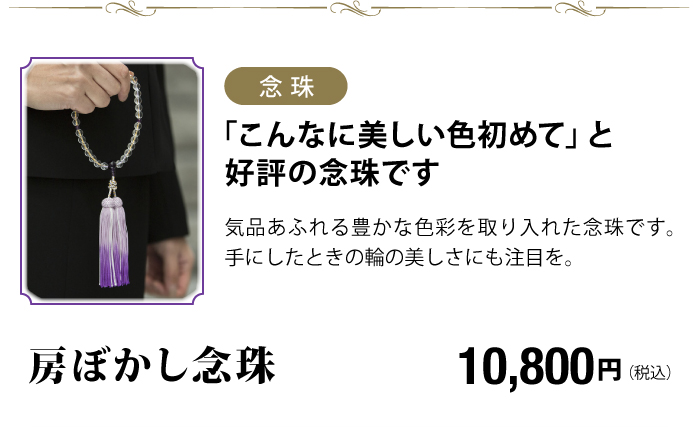 念珠
「こんなに美しい色初めて」と
好評の念珠です
気品あふれる豊かな色彩を取り入れた念珠です。
手にしたときの輪の美しさにも注目を。
房ぼかし念珠
10,800円（税込）